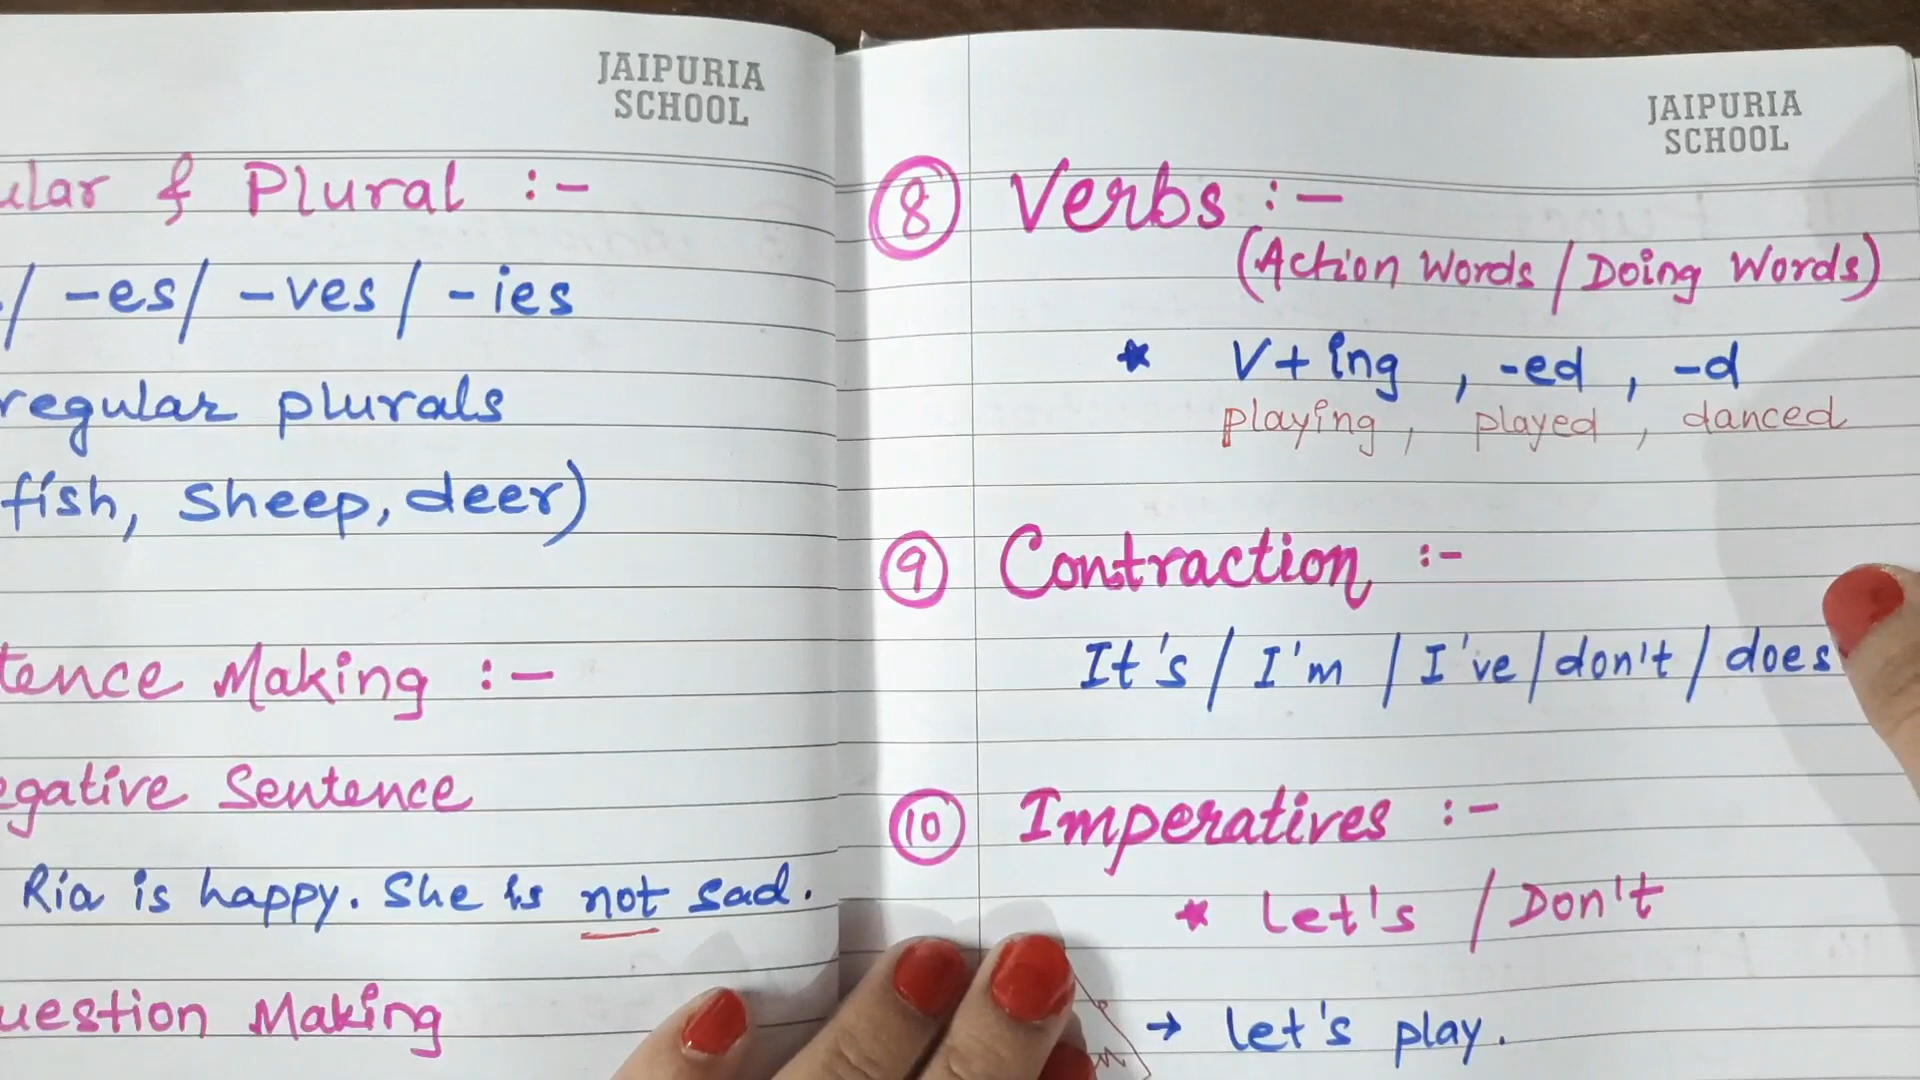 JAIPURIA
SCHOOL
ular & Plural :-
/ -es/ -ves / -ies
regular plurals
fish, Sheep, deer)
tence Making :-
egative Sentence
Ria is happy. She is not sad.
uestion Making
JAIPURIA
SCHOOL
8 Verbs :-
(Action Words / Doing Words)
* V+ing , -ed , -d
playing, played, danced
9 Contraction :-
It's / I'm / I've / don't / does
10 Imperatives :-
* Let's / Don't
→ Let's play.